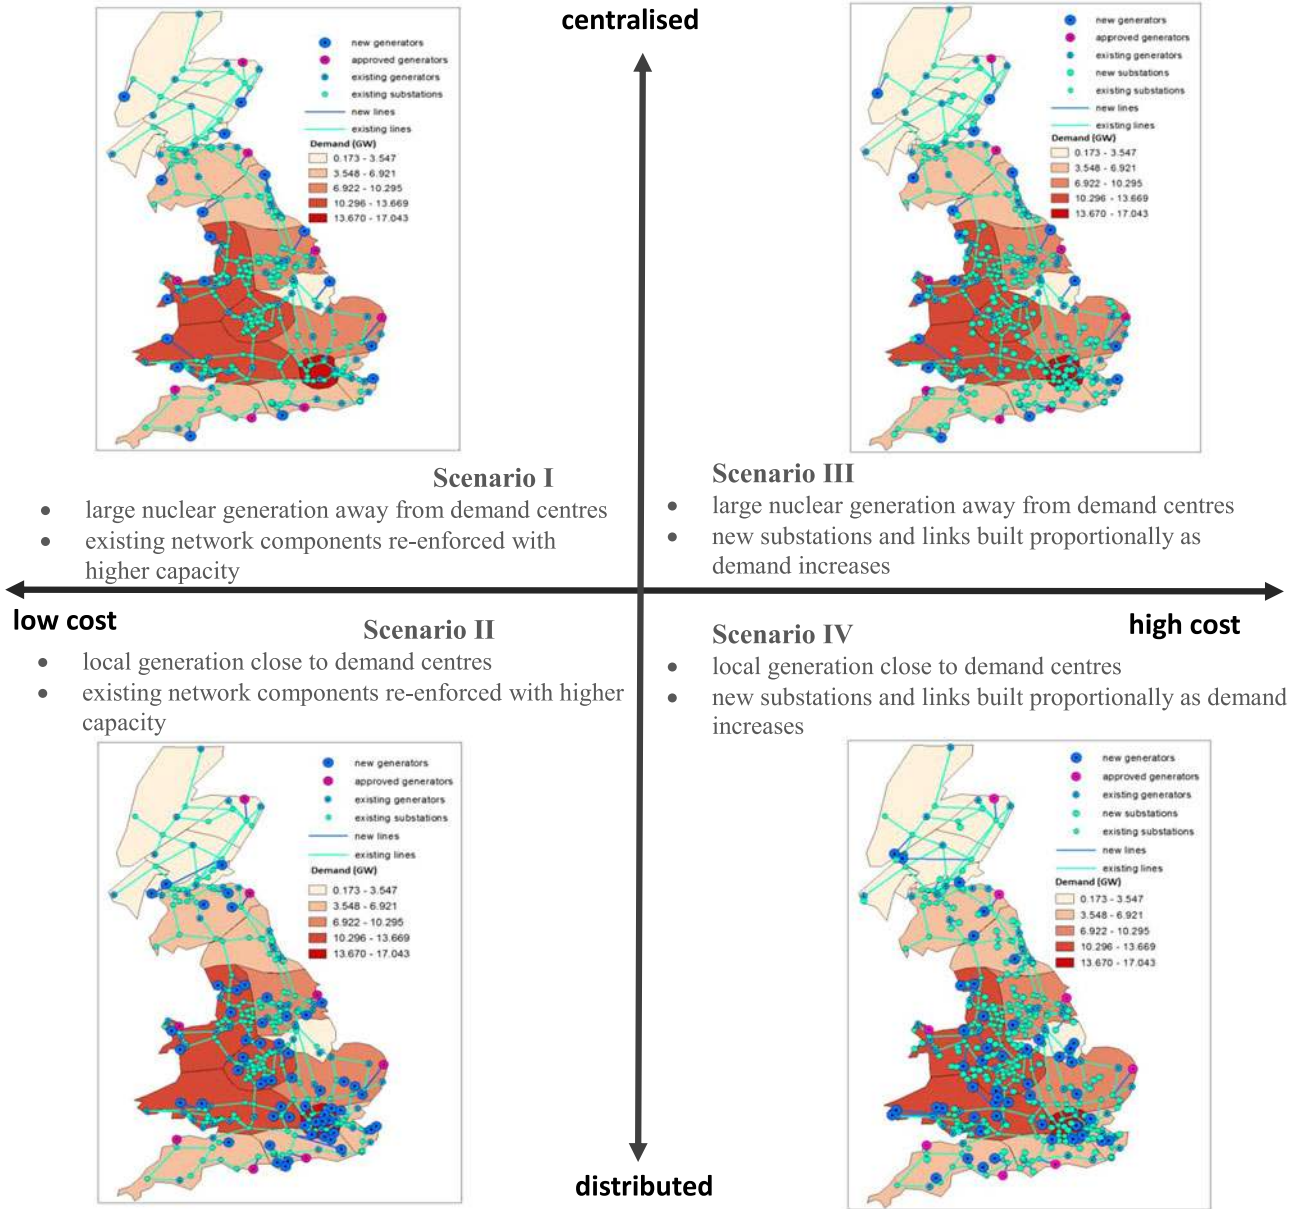 centralised
new generators
approved generators
existing generators
existing substations
new lines
existing lines
Demand (GW)
0.173 - 3.547
3.548 - 6.921
6.922 - 10.295
10.296 - 13.669
13.670 - 17.043
new generators
approved generators
existing generators
new substations
existing substations
new lines
existing lines
Demand (GW)
0.173 - 3.547
3.548 - 6.921
6.922 - 10.295
10.296 - 13.669
13.670 - 17.043
Scenario I
• large nuclear generation away from demand centres
• existing network components re-enforced with
higher capacity
Scenario III
• large nuclear generation away from demand centres
• new substations and links built proportionally as
demand increases
low cost
high cost
Scenario II
• local generation close to demand centres
• existing network components re-enforced with higher
capacity
Scenario IV
• local generation close to demand centres
• new substations and links built proportionally as demand
increases
new generators
approved generators
existing generators
existing substations
new lines
existing lines
Demand (GW)
0.173 - 3.547
3.548 - 6.921
6.922 - 10.295
10.296 - 13.669
13.670 - 17.043
new generators
approved generators
existing generators
new substations
existing substations
new lines
existing lines
Demand (GW)
0.173 - 3.547
3.548 - 6.921
6.922 - 10.295
10.296 - 13.669
13.670 - 17.043
distributed